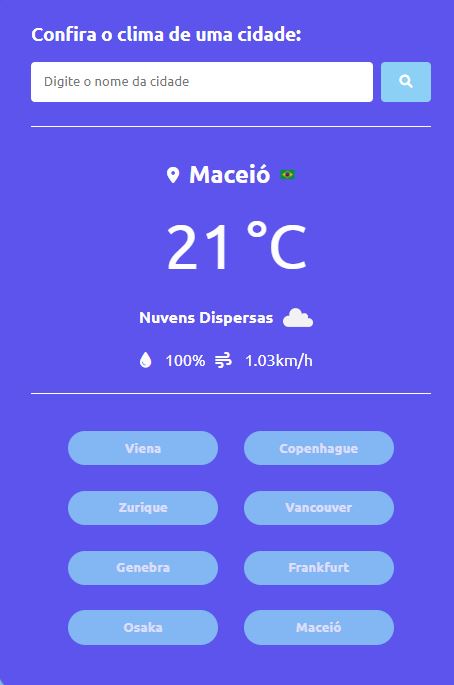 Confira o clima de uma cidade:
Digite o nome da cidade
Maceió
21 °C
Nuvens Dispersas
100% 1.03km/h
Viena Copenhague
Zurique Vancouver
Genebra Frankfurt
Osaka Maceió